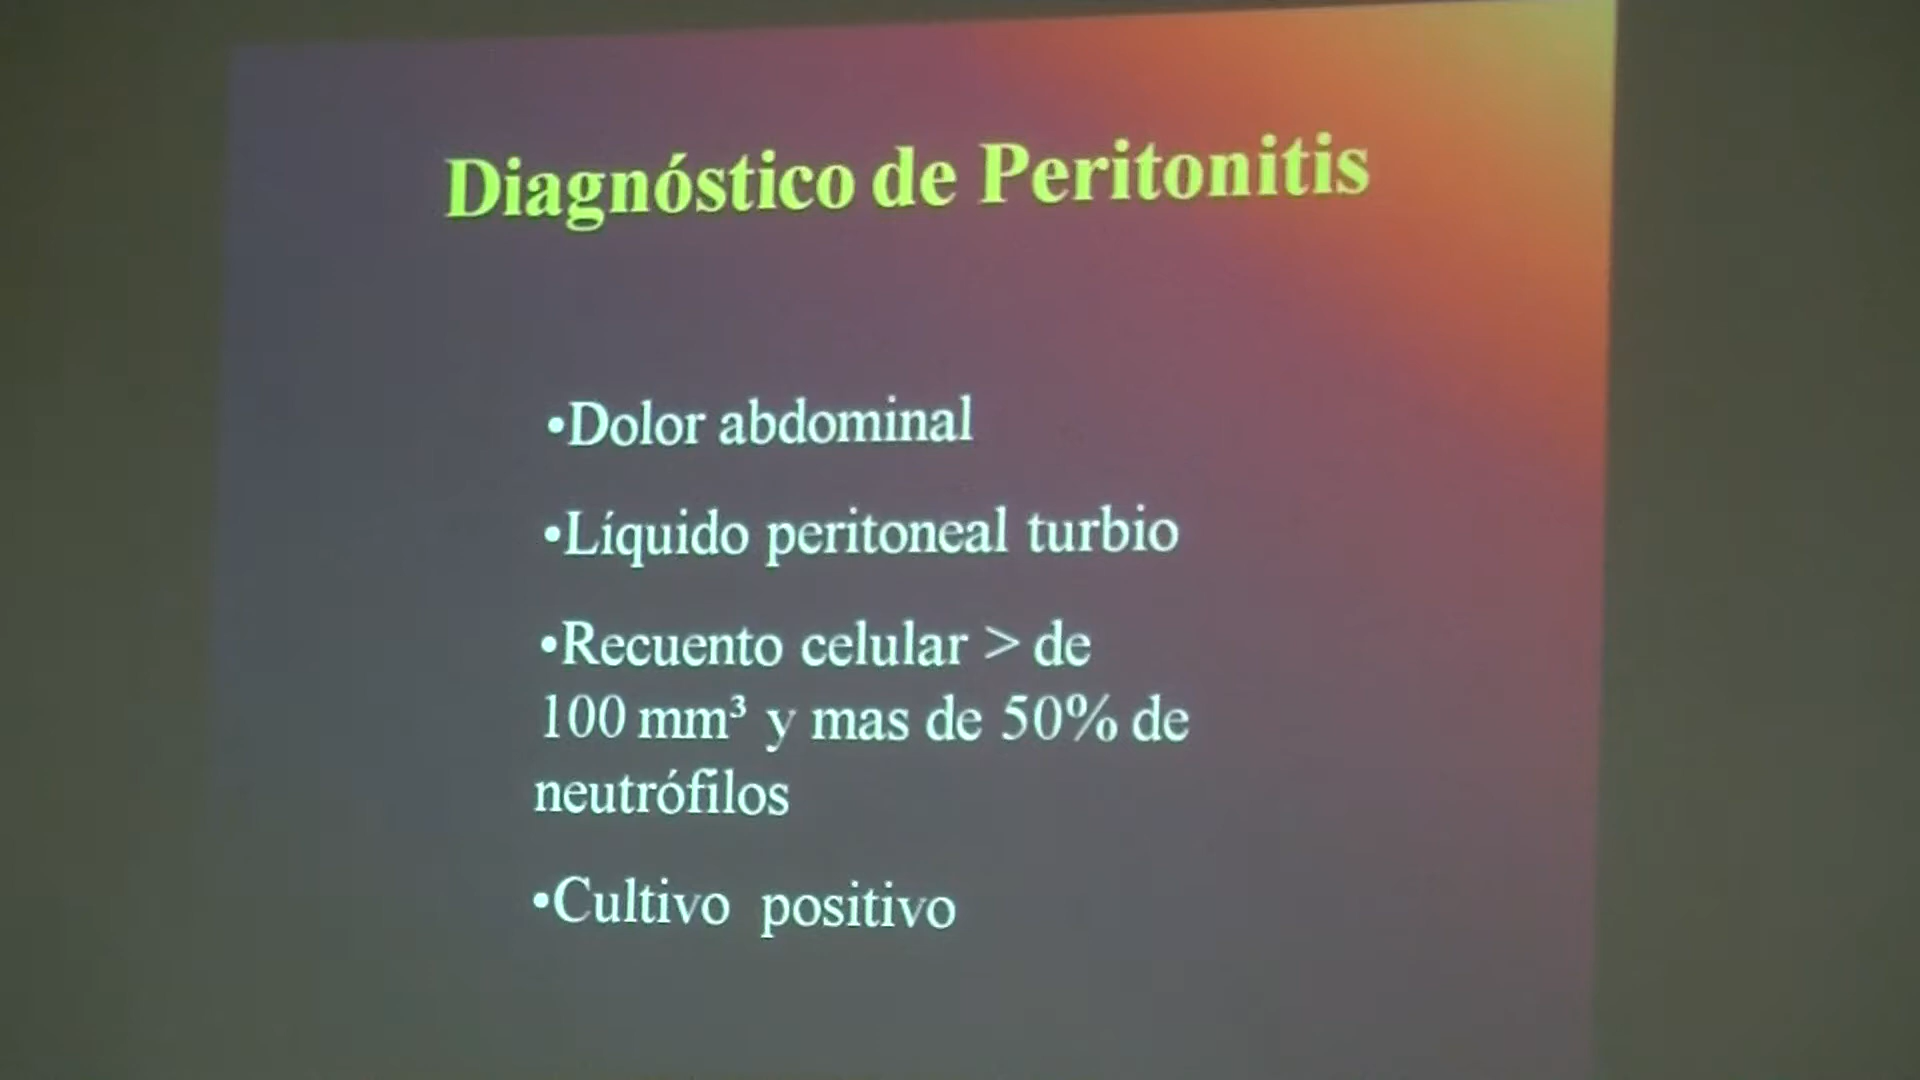 Diagnóstico de Peritonitis
•Dolor abdominal
•Líquido peritoneal turbio
•Recuento celular > de
100 mm³ y mas de 50% de
neutrófilos
•Cultivo positivo